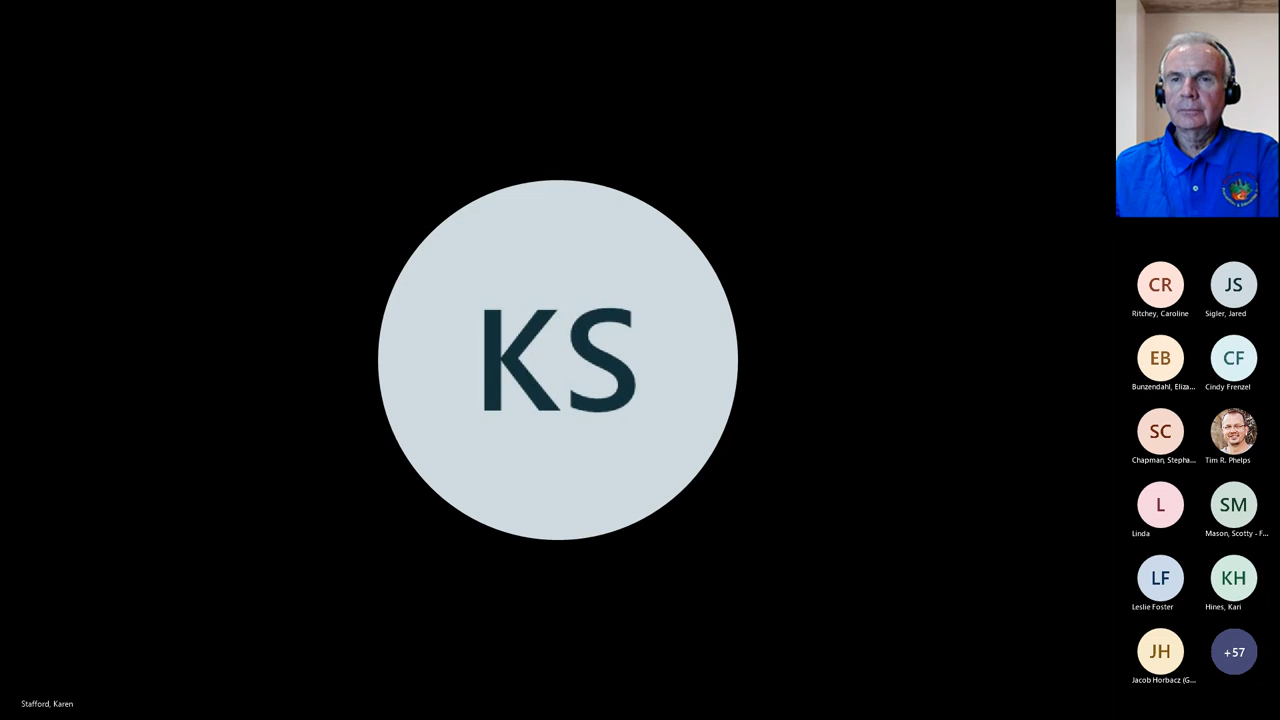 KS
Stafford, Karen
CR
JS
Ritchey, Caroline
Sigler, Jared
EB
CF
Bunzendahl, Eliza...
Cindy Frenzel
SC
Chapman, Stepha...
Tim R. Phelps
L
SM
Linda
Mason, Scotty - F...
LF
KH
Leslie Foster
Hines, Kari
JH
+57
Jacob Horbacz (G...